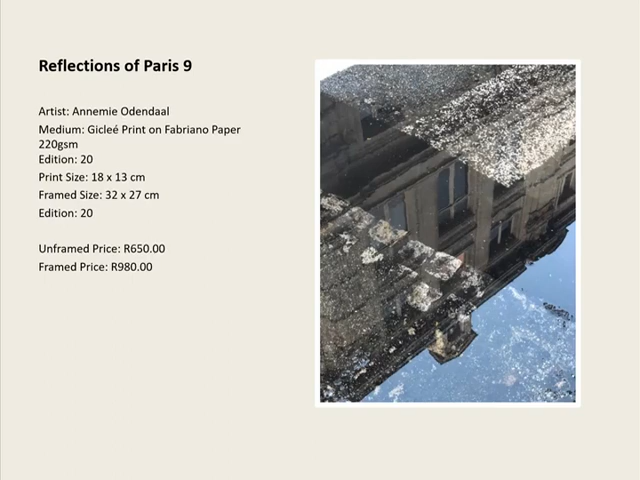 Reflections of Paris 9
Artist: Annemie Odendaal
Medium: Gicleé Print on Fabriano Paper
220gsm
Edition: 20
Print Size: 18 x 13 cm
Framed Size: 32 x 27 cm
Edition: 20
Unframed Price: R650.00
Framed Price: R980.00